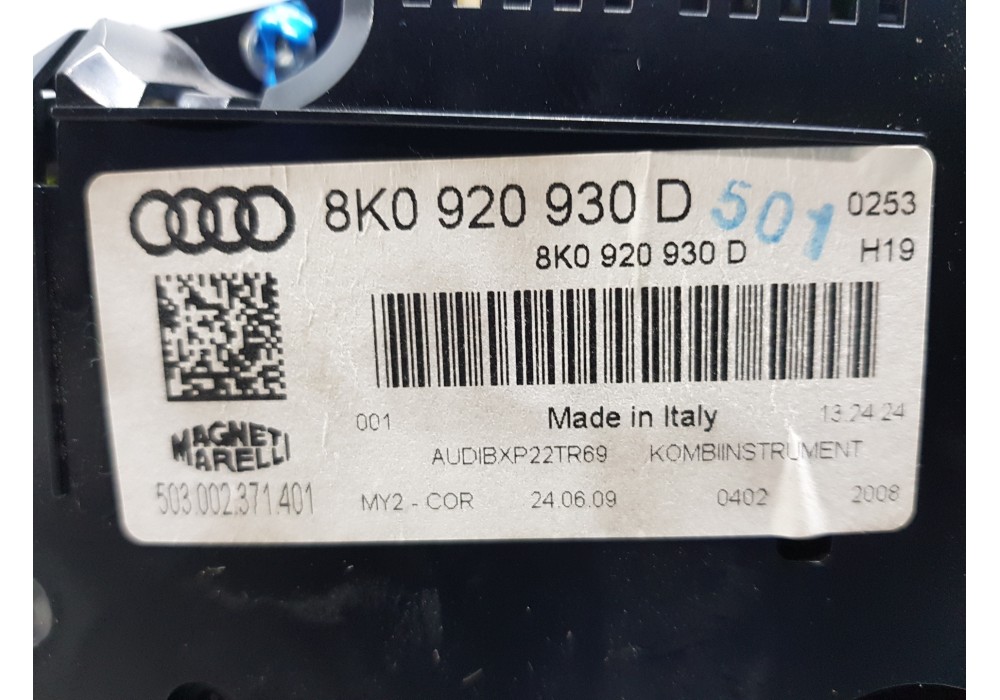 8K0 920 930 D 501 0253
8K0 920 930 D H19
001 Made in Italy 13.24 24
MAGNETI
MARELLI
AUDIBXP22TR69 KOMBIINSTRUMENT
503.002.371.401 MY2 - COR 24.06.09 0402 2008